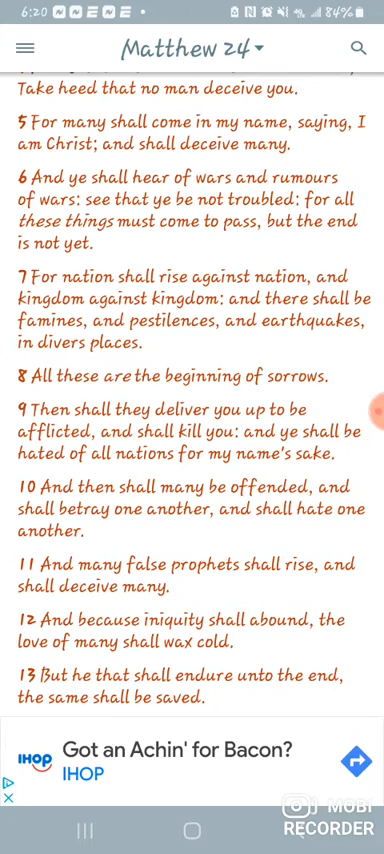 6:20
84%
Matthew 24
Take heed that no man deceive you.
5 For many shall come in my name, saying, I
am Christ; and shall deceive many.
6 And ye shall hear of wars and rumours
of wars: see that ye be not troubled: for all
these things must come to pass, but the end
is not yet.
7 For nation shall rise against nation, and
kingdom against kingdom: and there shall be
famines, and pestilences, and earthquakes,
in divers places.
8 All these are the beginning of sorrows.
9 Then shall they deliver you up to be
afflicted, and shall kill you: and ye shall be
hated of all nations for my name's sake.
10 And then shall many be offended, and
shall betray one another, and shall hate one
another.
11 And many false prophets shall rise, and
shall deceive many.
12 And because iniquity shall abound, the
love of many shall wax cold.
13 But he that shall endure unto the end,
the same shall be saved.
IHOP
Got an Achin' for Bacon?
IHOP
MOBI
RECORDER